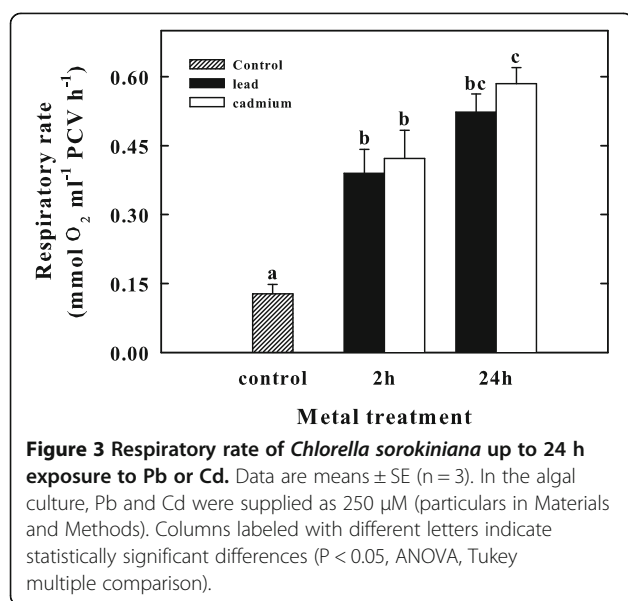 Control
lead
cadmium
Respiratory rate
(mmol O₂ ml⁻¹ PCV h⁻¹)
0.60
0.45
0.30
0.15
0.00
a
b
b
bc
c
control
2h
24h
Metal treatment
Figure 3 Respiratory rate of Chlorella sorokiniana up to 24 h
exposure to Pb or Cd. Data are means ± SE (n = 3). In the algal
culture, Pb and Cd were supplied as 250 µM (particulars in Materials
and Methods). Columns labeled with different letters indicate
statistically significant differences (P < 0.05, ANOVA, Tukey
multiple comparison).